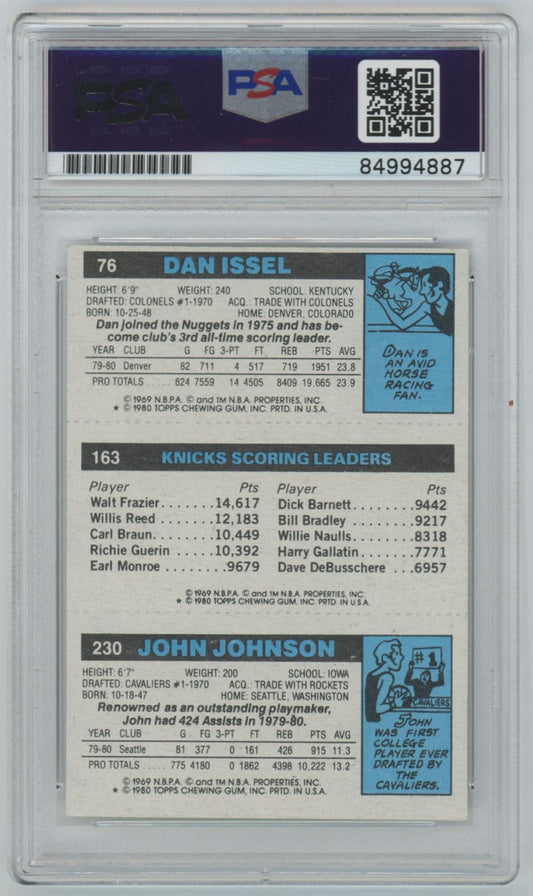 PSA
PSA
84994887
76 DAN ISSEL
HEIGHT: 6'9" WEIGHT: 240 SCHOOL: KENTUCKY
DRAFTED: COLONELS #1-1970 ACQ.: TRADE WITH COLONELS
BORN: 10-25-48 HOME: DENVER, COLORADO
Dan joined the Nuggets in 1975 and has be-
come club's 3rd all-time scoring leader.
YEAR CLUB G FG 3-PT FT REB PTS AVG
79-80 Denver 82 711 4 517 719 1951 23.8
PRO TOTALS ..... 824 7559 14 4505 8409 19,665 23.9
© 1969 N.B.P.A. © and TM N.B.A. PROPERTIES, INC.
★ © 1980 TOPPS CHEWING GUM, INC. PRTD. IN U.S.A.
DAN IS
AN AVID
HORSE
RACING
FAN.
163 KNICKS SCORING LEADERS
Player Pts Player Pts
Walt Frazier.......14,617 Dick Barnett......9442
Willis Reed .......12,183 Bill Bradley ......9217
Carl Braun........10,449 Willie Naulls......8318
Richie Guerin .....10,392 Harry Gallatin....7771
Earl Monroe .......9679 Dave DeBusschere ...6957
© 1969 N.B.P.A. © and TM N.B.A. PROPERTIES, INC.
★ © 1980 TOPPS CHEWING GUM, INC. PRTD. IN U.S.A.
230 JOHN JOHNSON
HEIGHT: 6'7" WEIGHT: 200 SCHOOL: IOWA
DRAFTED: CAVALIERS #1-1970 ACQ.: TRADE WITH ROCKETS
BORN: 10-18-47 HOME: SEATTLE, WASHINGTON
Renowned as an outstanding playmaker,
John had 424 Assists in 1979-80.
YEAR CLUB G FG 3-PT FT REB PTS AVG
79-80 Seattle 81 377 0 161 426 915 11.3
PRO TOTALS ..... 775 4180 0 1862 4398 10,222 13.2
© 1969 N.B.P.A. © and TM N.B.A. PROPERTIES, INC.
★ © 1980 TOPPS CHEWING GUM, INC. PRTD. IN U.S.A.
#1
CAVALIERS
JOHN
WAS FIRST
COLLEGE
PLAYER EVER
DRAFTED BY
THE
CAVALIERS.